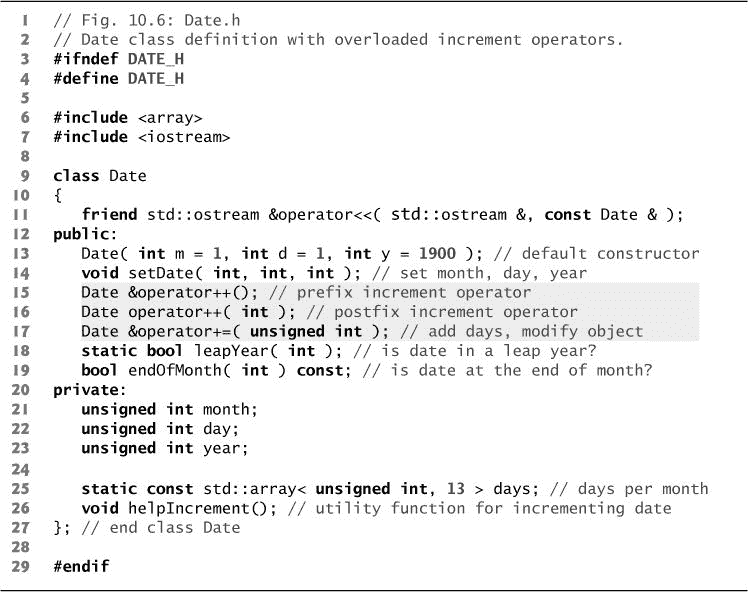 1 // Fig. 10.6: Date.h
2 // Date class definition with overloaded increment operators.
3 #ifndef DATE_H
4 #define DATE_H
5
6 #include <array>
7 #include <iostream>
8
9 class Date
10 {
11 friend std::ostream &operator<<( std::ostream &, const Date & );
12 public:
13 Date( int m = 1, int d = 1, int y = 1900 ); // default constructor
14 void setDate( int, int, int ); // set month, day, year
15 Date &operator++(); // prefix increment operator
16 Date operator++( int ); // postfix increment operator
17 Date &operator+=( unsigned int ); // add days, modify object
18 static bool leapYear( int ); // is date in a leap year?
19 bool endOfMonth( int ) const; // is date at the end of month?
20 private:
21 unsigned int month;
22 unsigned int day;
23 unsigned int year;
24
25 static const std::array< unsigned int, 13 > days; // days per month
26 void helpIncrement(); // utility function for incrementing date
27 }; // end class Date
28
29 #endif